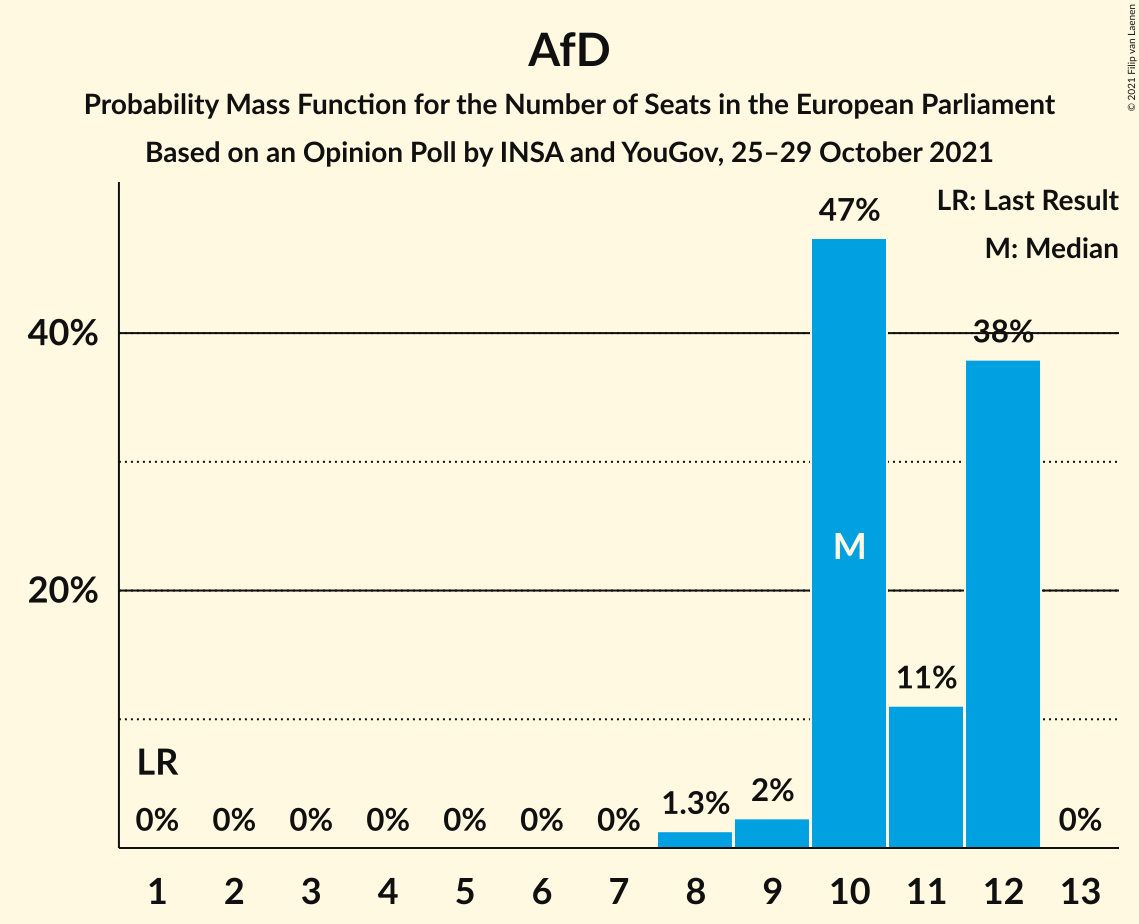 AfD
Probability Mass Function for the Number of Seats in the European Parliament
Based on an Opinion Poll by INSA and YouGov, 25–29 October 2021
© 2021 Filip van Laenen
LR: Last Result
M: Median
47%
40%
38%
M
20%
11%
LR
0% 0% 0% 0% 0% 0% 0% 1.3% 2% 0%
1 2 3 4 5 6 7 8 9 10 11 12 13